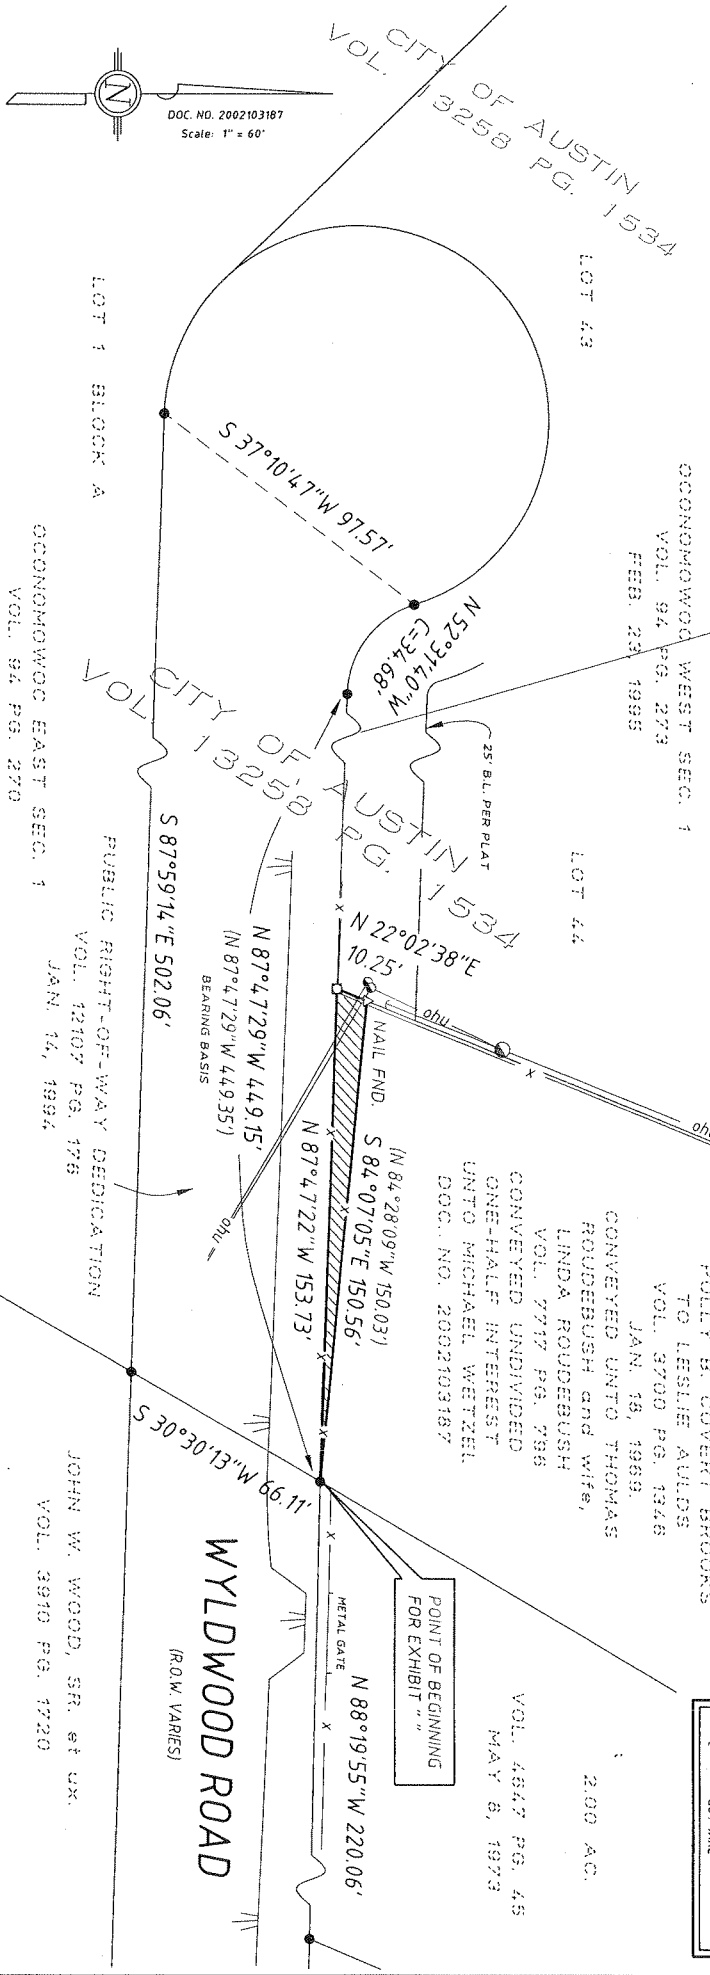 N
DOC. NO. 2002103187
Scale: 1" = 60'
CITY OF AUSTIN
VOL. 13258 PG. 1534
LOT 43
OCONOMOWOC WEST SEC. 1
VOL. 94 PG. 273
FEB. 23, 1995
LOT 1 BLOCK A
OCONOMOWOC EAST SEC. 1
VOL. 94 PG. 270
S 37°10'47"W 97.57'
N 52°31'40"W
C=34.68'
CITY OF AUSTIN
VOL. 13258 PG. 1534
25' B.L. PER PLAT
LOT 44
S 87°59'14"E 502.06'
PUBLIC RIGHT-OF-WAY DEDICATION
VOL. 12107 PG. 176
JAN. 14, 1994
N 87°47'29"W 449.15'
(N 87°47'29"W 449.35')
BEARING BASIS
N 22°02'38"E
10.25'
NAIL FND.
ohu
ohu
ohu
(N 84°28'09"W 150.03')
S 84°07'05"E 150.56'
N 87°47'22"W 153.73'
B. COVERT BROOKS
TO LESLIE AULDS
VOL. 3700 PG. 1348
JAN. 18, 1969.
CONVEYED UNTO THOMAS
ROUDEBUSH and wife,
LINDA ROUDEBUSH
VOL. 7717 PG. 796
CONVEYED UNDIVIDED
ONE-HALF INTEREST
UNTO MICHAEL WETZEL
DOC. NO. 2002103187
S 30°30'13"W 66.11'
JOHN W. WOOD, SR. et ux.
VOL. 3910 PG. 1720
WYLDWOOD ROAD
(R.O.W. VARIES)
POINT OF BEGINNING
FOR EXHIBIT " "
METAL GATE
N 88°19'55"W 220.06'
2.00 AC.
VOL. 4647 PG. 45
MAY 8, 1973